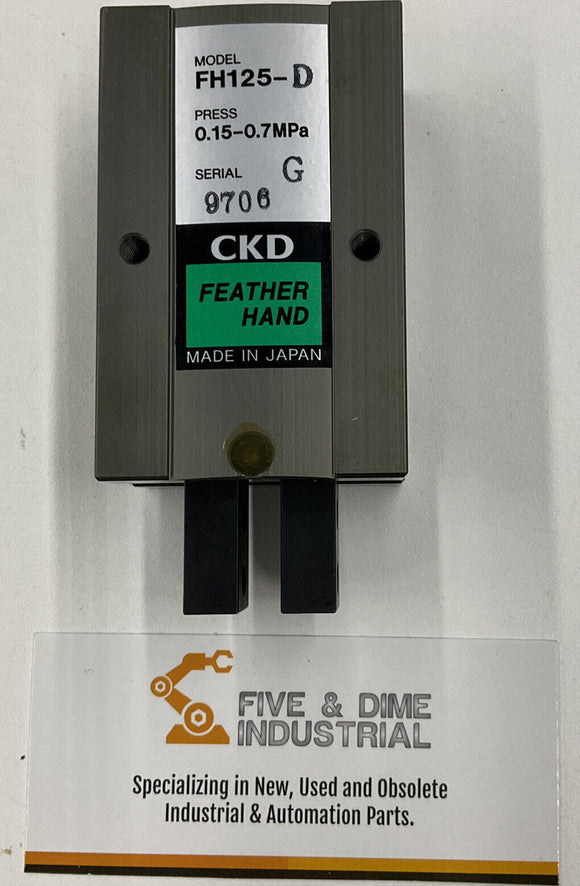 MODEL
FH125-D
PRESS
0.15-0.7MPa
SERIAL G
9706
CKD
FEATHER
HAND
MADE IN JAPAN
FIVE & DIME
INDUSTRIAL
Specializing in New, Used and Obsolete
Industrial & Automation Parts.